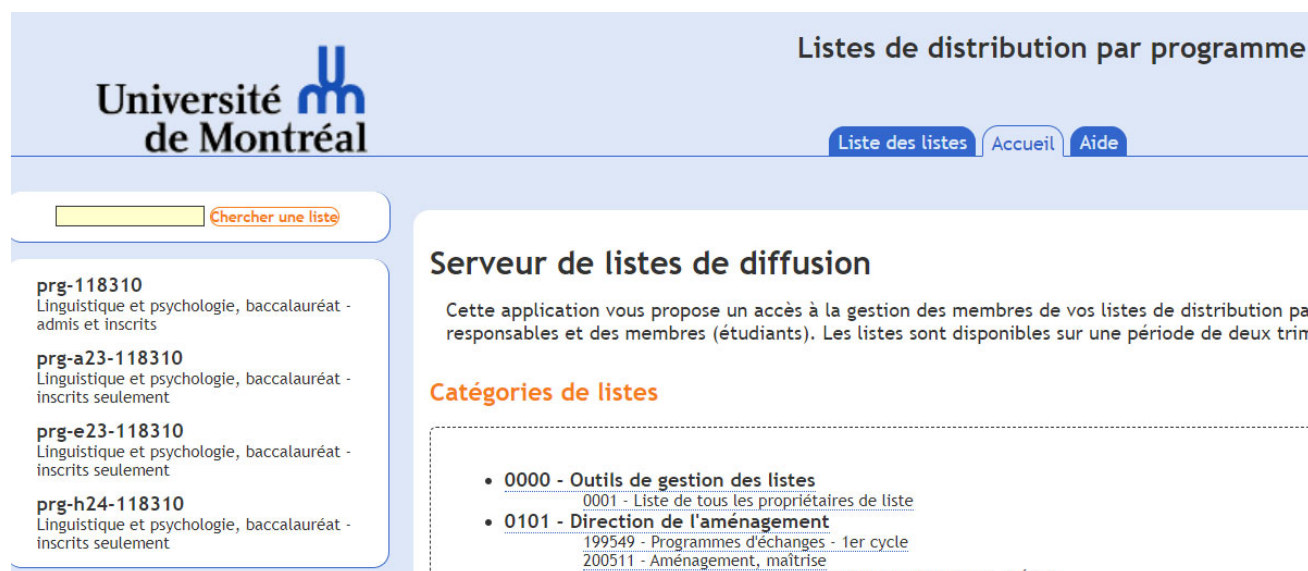 Université
de Montréal
Listes de distribution par programme
Liste des listes
Accueil
Aide
Chercher une liste
prg-118310
Linguistique et psychologie, baccalauréat -
admis et inscrits
prg-a23-118310
Linguistique et psychologie, baccalauréat -
inscrits seulement
prg-e23-118310
Linguistique et psychologie, baccalauréat -
inscrits seulement
prg-h24-118310
Linguistique et psychologie, baccalauréat -
inscrits seulement
Serveur de listes de diffusion
Cette application vous propose un accès à la gestion des membres de vos listes de distribution pa
responsables et des membres (étudiants). Les listes sont disponibles sur une période de deux trim
Catégories de listes
0000 - Outils de gestion des listes
0001 - Liste de tous les propriétaires de liste
0101 - Direction de l'aménagement
199549 - Programmes d'échanges - 1er cycle
200511 - Aménagement, maîtrise